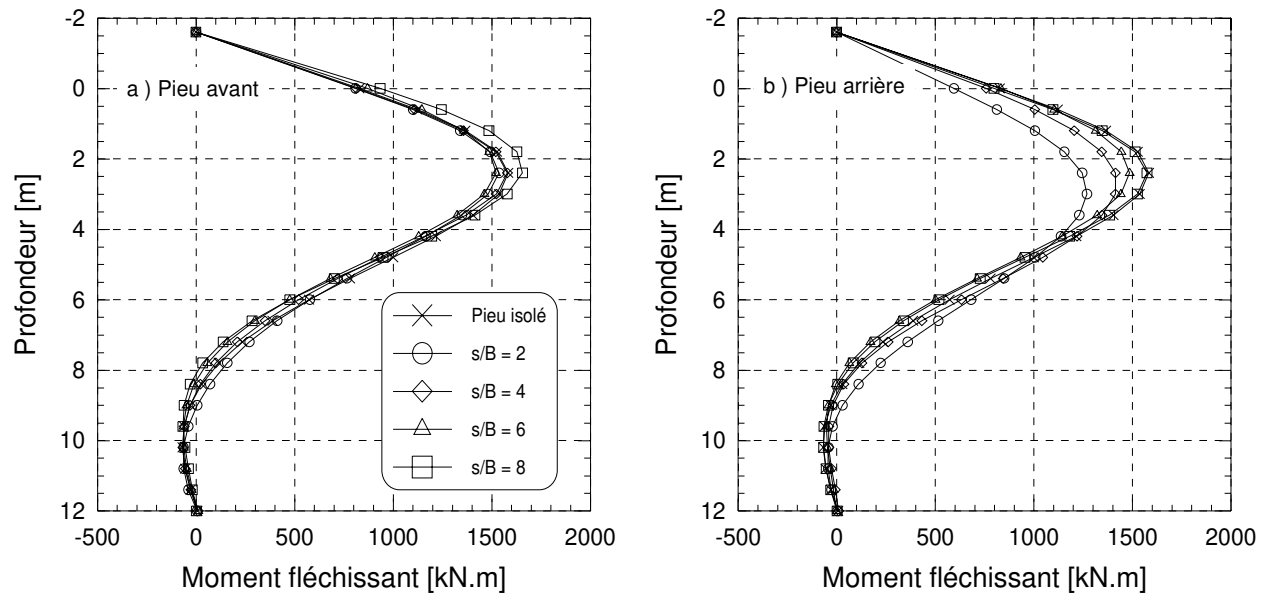 a ) Pieu avant
Profondeur [m]
-2
0
2
4
6
8
10
12
-500
0
500
1000
1500
2000
Moment fléchissant [kN.m]
Pieu isolé
s/B = 2
s/B = 4
s/B = 6
s/B = 8
b ) Pieu arrière
Profondeur [m]
-2
0
2
4
6
8
10
12
-500
0
500
1000
1500
2000
Moment fléchissant [kN.m]